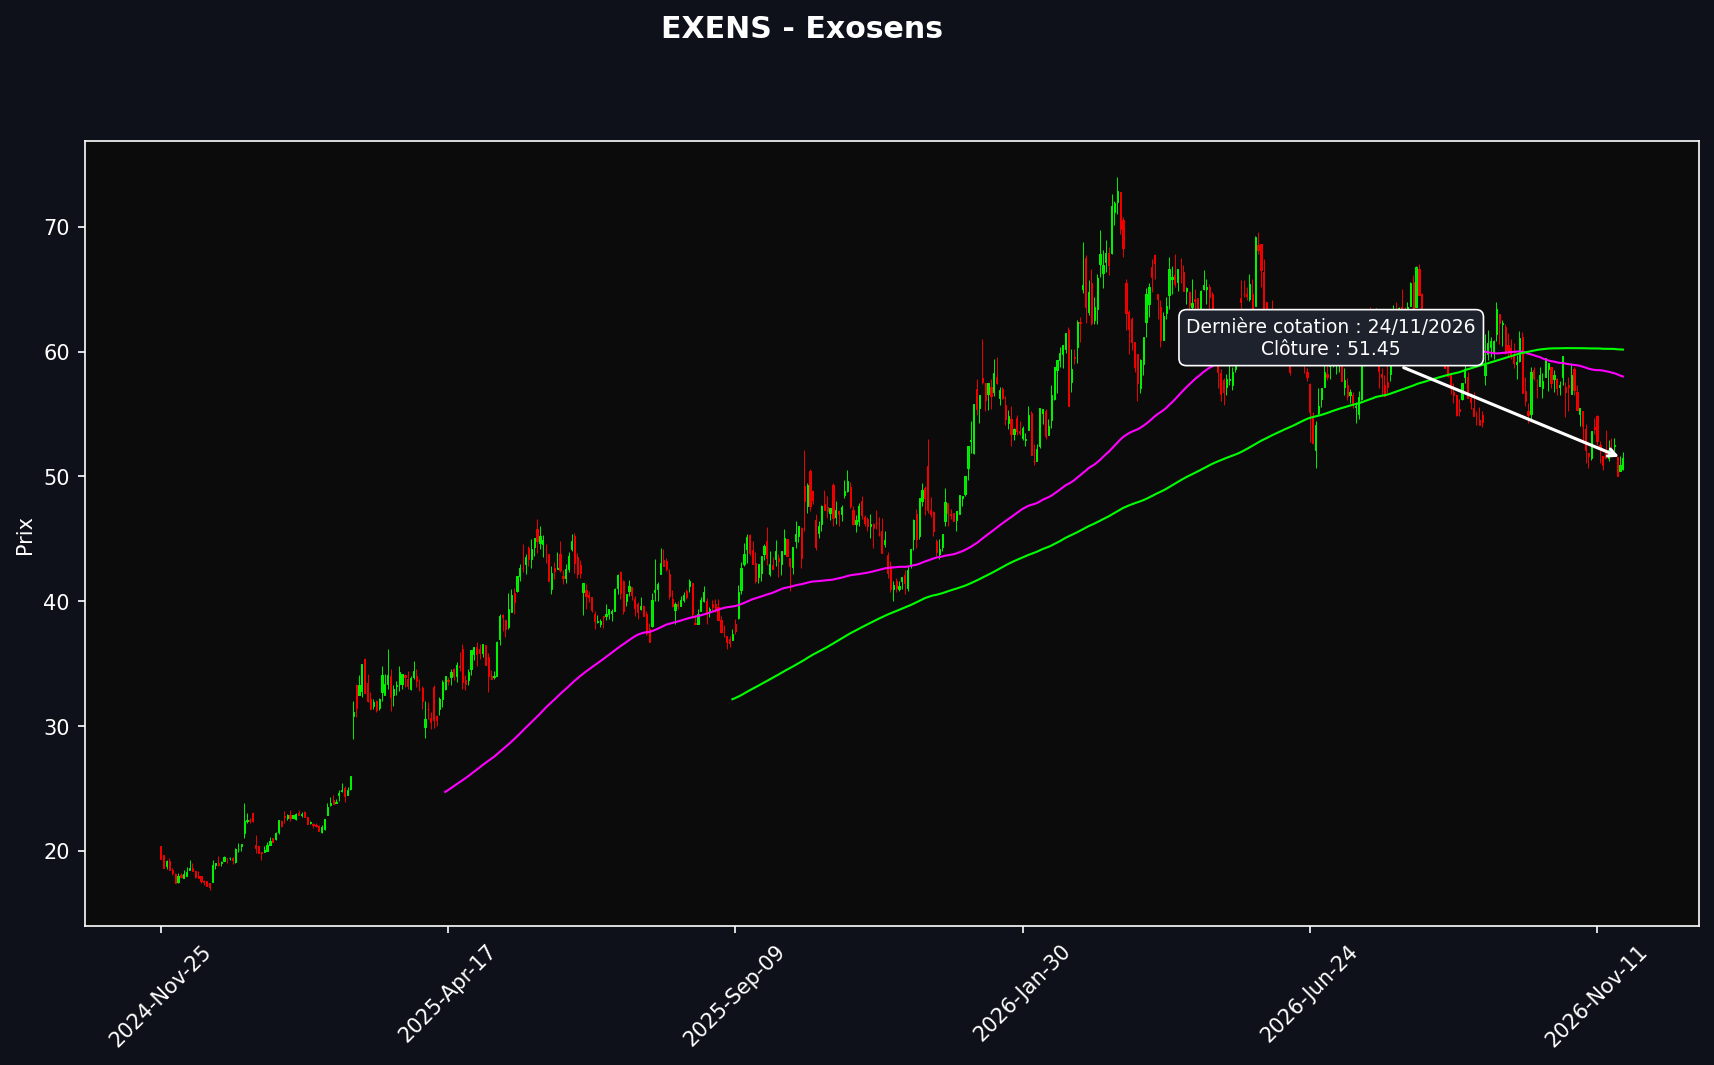 EXENS - Exosens
Dernière cotation : 24/11/2026
Clôture : 51.45
Prix
70
60
50
40
30
20
2024-Nov-25
2025-Apr-17
2025-Sep-09
2026-Jan-30
2026-Jun-24
2026-Nov-11